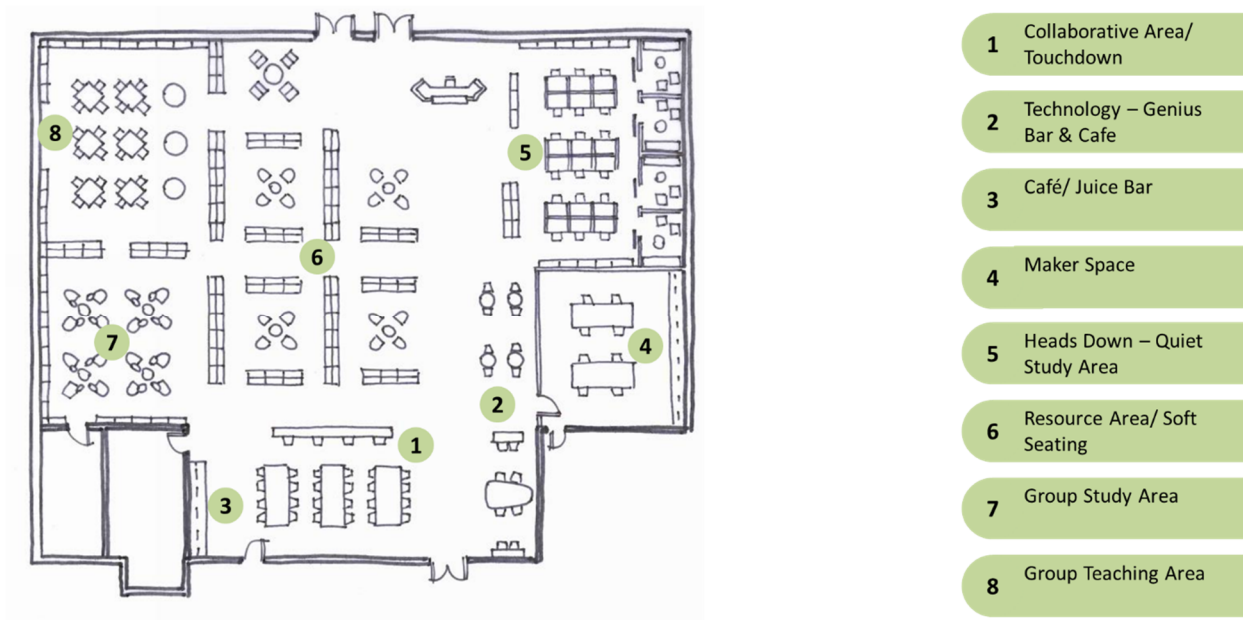 8
5
6
7
4
2
1
3
1 Collaborative Area/
Touchdown
2 Technology – Genius
Bar & Cafe
3 Café/ Juice Bar
4 Maker Space
5 Heads Down – Quiet
Study Area
6 Resource Area/ Soft
Seating
7 Group Study Area
8 Group Teaching Area